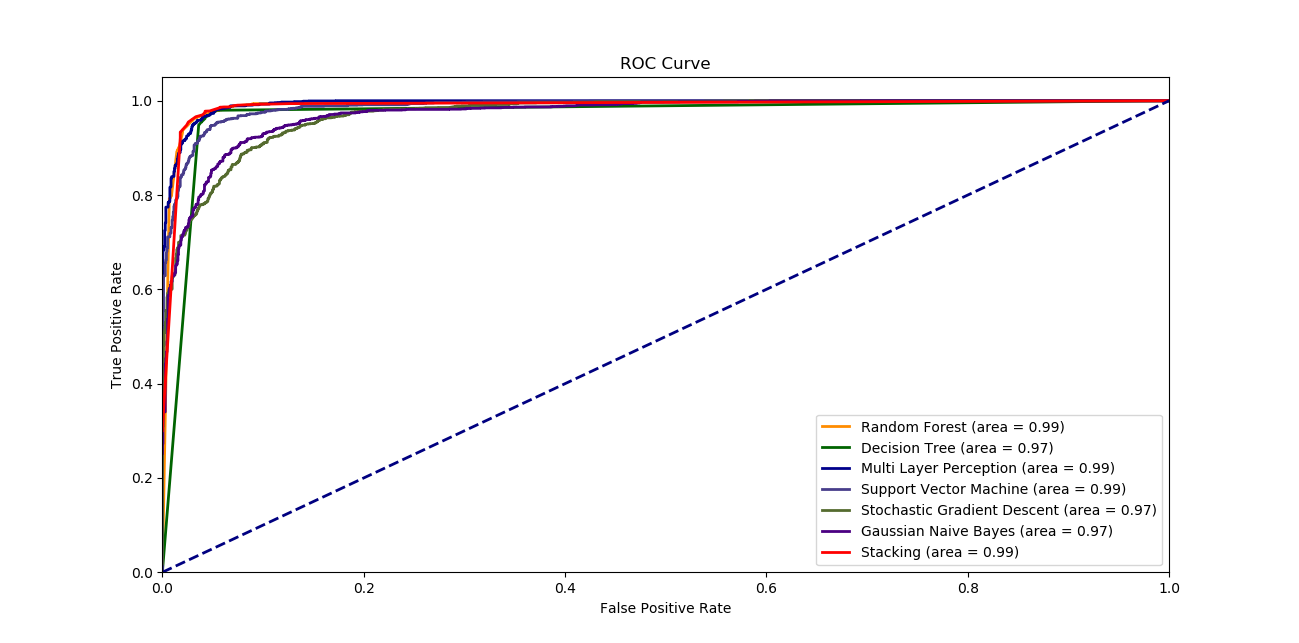 ROC Curve
1.0
0.8
0.6
0.4
0.2
0.0
True Positive Rate
Random Forest (area = 0.99)
Decision Tree (area = 0.97)
Multi Layer Perception (area = 0.99)
Support Vector Machine (area = 0.99)
Stochastic Gradient Descent (area = 0.97)
Gaussian Naive Bayes (area = 0.97)
Stacking (area = 0.99)
0.0 0.2 0.4 0.6 0.8 1.0
False Positive Rate